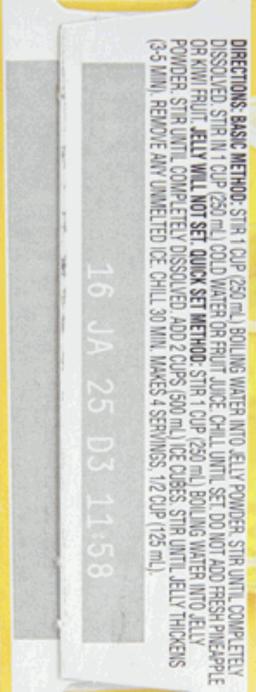 DIRECTIONS: BASIC METHOD: STIR 1 CUP (250 mL) BOILING WATER INTO JELLY POWDER. STIR UNTIL COMPLETELY
DISSOLVED. STIR IN 1 CUP (250 mL) COLD WATER OR FRUIT JUICE. CHILL UNTIL SET. DO NOT ADD FRESH PINEAPPLE
OR KIWI FRUIT. JELLY WILL NOT SET. QUICK SET METHOD: STIR 1 CUP (250 mL) BOILING WATER INTO JELLY
POWDER. STIR UNTIL COMPLETELY DISSOLVED. ADD 2 CUPS (500 mL) ICE CUBES. STIR UNTIL JELLY THICKENS
(3-5 MIN). REMOVE ANY UNMELTED ICE. CHILL 30 MIN. MAKES 4 SERVINGS, 1/2 CUP (125 mL).
16 JA 25 D3 11:58